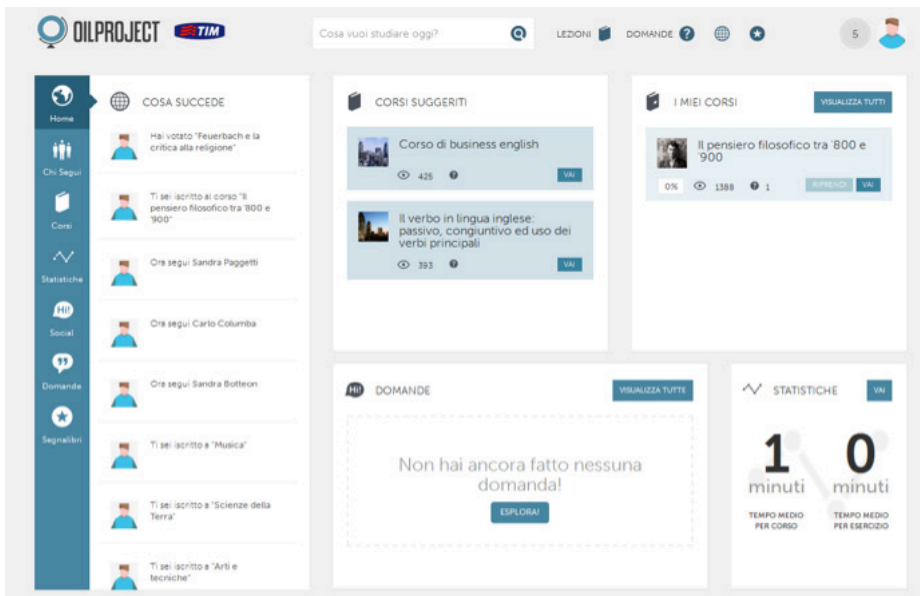 OILPROJECT TIM
Cosa vuoi studiare oggi?
LEZIONI
DOMANDE ?
5
Home
Chi Segui
Corsi
Statistiche
Hi!
Social
Domande
Segnalibri
COSA SUCCEDE
Hai votato "Feuerbach e la
critica alla religione"
Ti sei iscritto al corso "Il
pensiero filosofico tra '800 e
'900"
Ora segui Sandra Paggetti
Ora segui Carlo Columba
Ora segui Sandra Botteon
Ti sei iscritto a "Musica"
Ti sei iscritto a "Scienze della
Terra"
Ti sei iscritto a "Arti e
tecniche"
CORSI SUGGERITI
Corso di business english
425 ?
VAI
Il verbo in lingua inglese:
passivo, congiuntivo ed uso dei
verbi principali
393 ?
VAI
I MIEI CORSI
VISUALIZZA TUTTI
Il pensiero filosofico tra '800 e
'900
0% 1388 ? 1 RIPRENDI VAI
Hi! DOMANDE
VISUALIZZA TUTTE
Non hai ancora fatto nessuna
domanda!
ESPLORA!
STATISTICHE
VAI
1
minuti
TEMPO MEDIO
PER CORSO
0
minuti
TEMPO MEDIO
PER ESERCIZIO